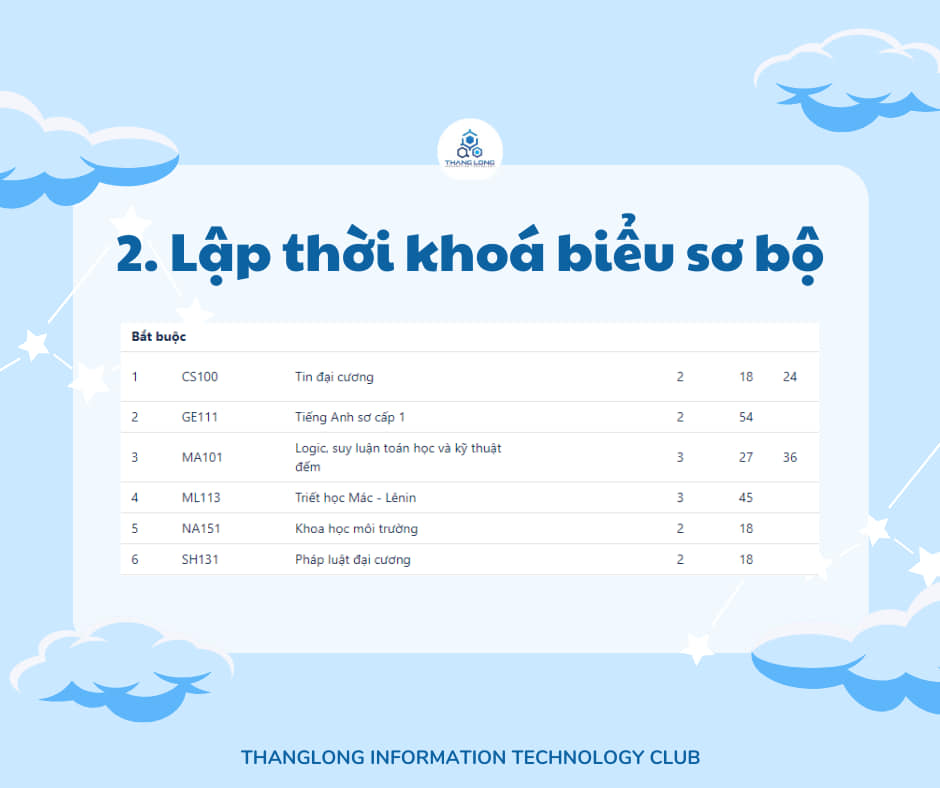 THANG LONG
2. Lập thời khoá biểu sơ bộ
Bắt buộc
1 CS100 Tin đại cương 2 18 24
2 GE111 Tiếng Anh sơ cấp 1 2 54
3 MA101 Logic, suy luận toán học và kỹ thuật
đếm 3 27 36
4 ML113 Triết học Mác - Lênin 3 45
5 NA151 Khoa học môi trường 2 18
6 SH131 Pháp luật đại cương 2 18
THANGLONG INFORMATION TECHNOLOGY CLUB